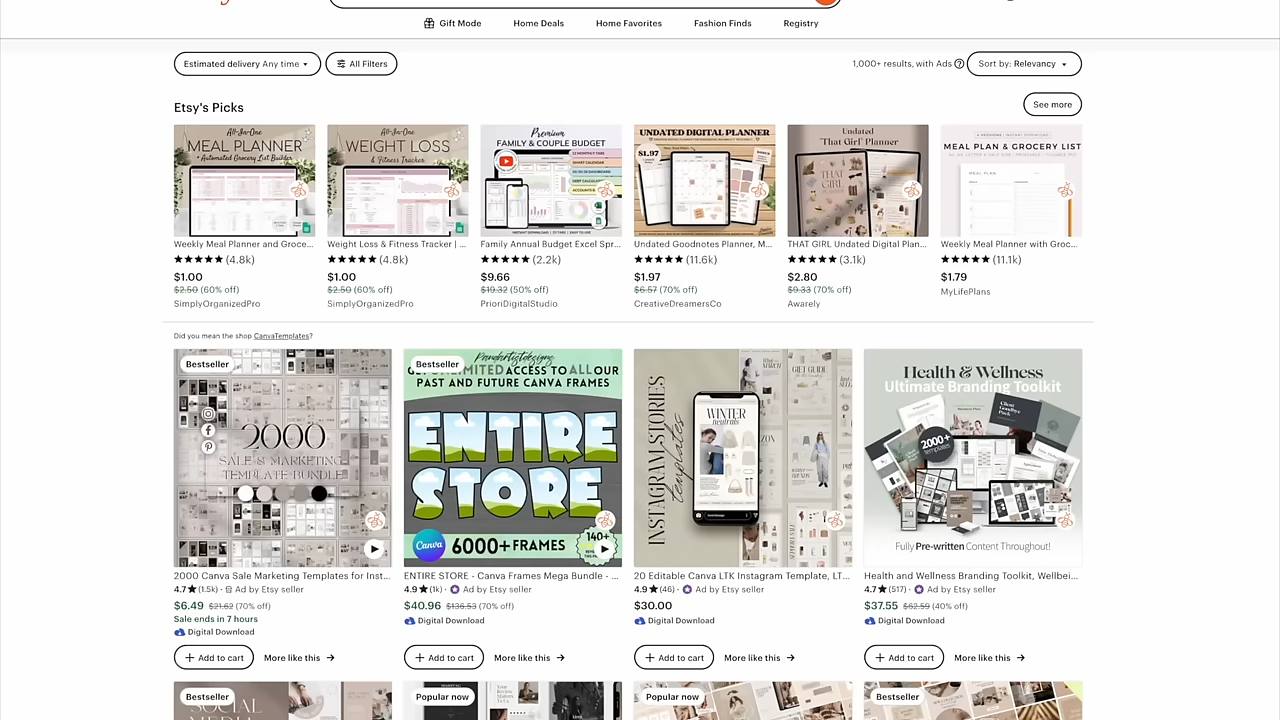 Gift Mode
Home Deals
Home Favorites
Fashion Finds
Registry
Estimated delivery Any time
All Filters
1,000+ results, with Ads
Sort by: Relevancy
Etsy's Picks
See more
All-In-One
MEAL PLANNER
+ Automated Grocery List Builder
All-In-One
WEIGHT LOSS
& Fitness Tracker
Premium
FAMILY & COUPLE BUDGET
UNDATED DIGITAL PLANNER
$1.97
Undated
'That Girl' Planner
THAT GIRL
MEAL PLAN & GROCERY LIST
MEAL PLAN
Weekly Meal Planner and Groce...
Weight Loss & Fitness Tracker | ...
Family Annual Budget Excel Spr...
Undated Goodnotes Planner, M...
THAT GIRL Undated Digital Plan...
Weekly Meal Planner with Groc...
(4.8k)
(4.8k)
(2.2k)
(11.6k)
(3.1k)
(11.1k)
$1.00
$1.00
$9.66
$1.97
$2.80
$1.79
$2.50 (60% off)
$2.50 (60% off)
$19.32 (50% off)
$6.57 (70% off)
$9.33 (70% off)
MyLifePlans
SimplyOrganizedPro
SimplyOrganizedPro
PrioriDigitalStudio
CreativeDreamersCo
Awarely
Did you mean the shop CanvaTemplates?
Bestseller
2000
SALE & MARKETING
TEMPLATE BUNDLE
Bestseller
UNLIMITED ACCESS TO ALL OUR
PAST AND FUTURE CANVA FRAMES
ENTIRE
STORE
Canva
6000+ FRAMES
140+
INSTAGRAM STORIES
templates
WINTER
neutrals
GIFT GUIDE
Health & Wellness
Ultimate Branding Toolkit
2000+
templates
Client
Goodbye
Pack
Fully Pre-written Content Throughout!
2000 Canva Sale Marketing Templates for Inst...
ENTIRE STORE - Canva Frames Mega Bundle - ...
20 Editable Canva LTK Instagram Template, LT...
Health and Wellness Branding Toolkit, Wellbei...
4.7 (1.5k) · Ad by Etsy seller
4.9 (1k) · Ad by Etsy seller
4.9 (46) · Ad by Etsy seller
4.7 (517) · Ad by Etsy seller
$6.49 $21.62 (70% off)
$40.96 $136.53 (70% off)
$30.00
$37.55 $62.59 (40% off)
Sale ends in 7 hours
Digital Download
Digital Download
Digital Download
Digital Download
+ Add to cart
More like this
+ Add to cart
More like this
+ Add to cart
More like this
+ Add to cart
More like this
Bestseller
SOCIAL
Popular now
Popular now
Bestseller